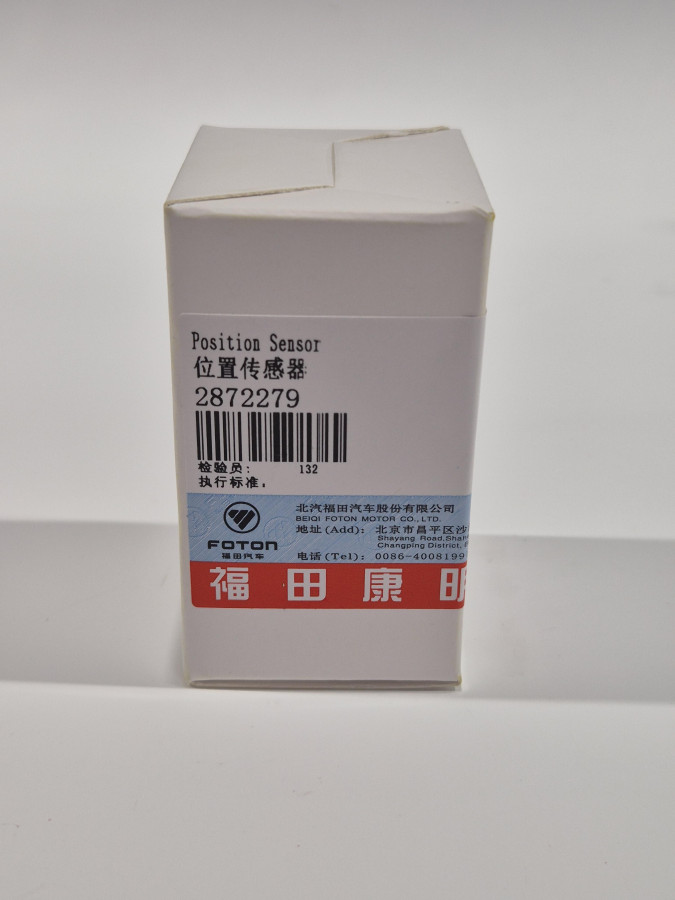 Position Sensor
位置传感器
2872279
检验员: 132
执行标准.
北汽福田汽车股份有限公司
BEIQI FOTON MOTOR CO., LTD.
地址(Add): 北京市昌平区沙
Shayang Road,Shah
Changping District,
电话(Tel): 0086-4008199
FOTON
福田汽车
福田康明